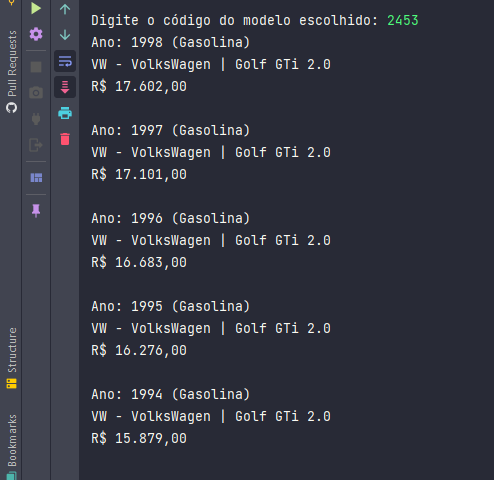 Digite o código do modelo escolhido: 2453
Ano: 1998 (Gasolina)
VW - VolksWagen | Golf GTi 2.0
R$ 17.602,00
Ano: 1997 (Gasolina)
VW - VolksWagen | Golf GTi 2.0
R$ 17.101,00
Ano: 1996 (Gasolina)
VW - VolksWagen | Golf GTi 2.0
R$ 16.683,00
Ano: 1995 (Gasolina)
VW - VolksWagen | Golf GTi 2.0
R$ 16.276,00
Ano: 1994 (Gasolina)
VW - VolksWagen | Golf GTi 2.0
R$ 15.879,00
Pull Requests
Structure
Bookmarks